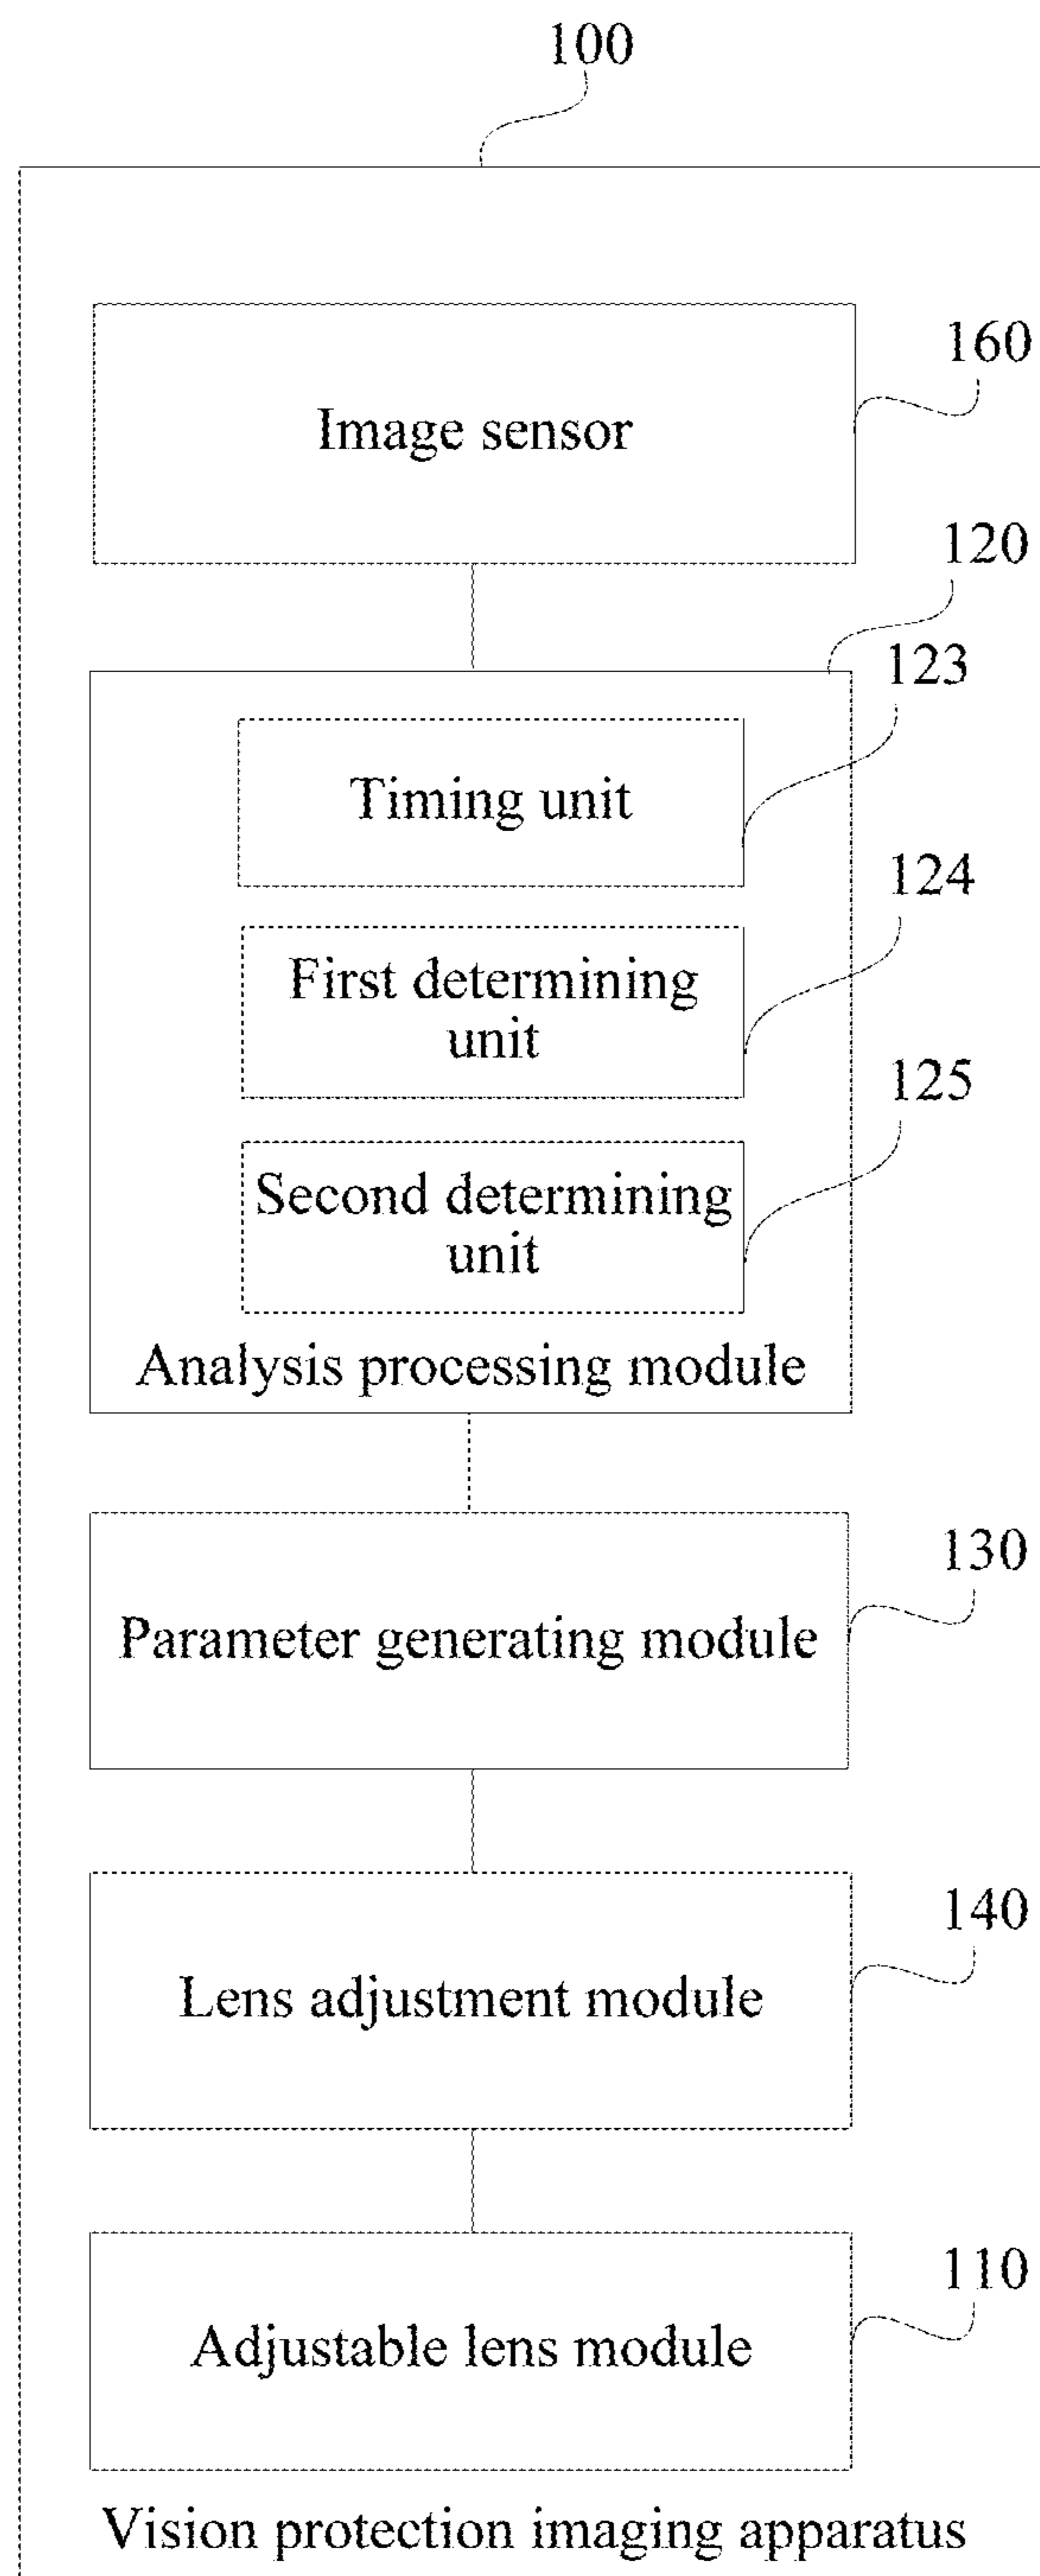 100
160
Image sensor
120
123
Timing unit
124
First determining
unit
125
Second determining
unit
Analysis processing module
130
Parameter generating module
140
Lens adjustment module
110
Adjustable lens module
Vision protection imaging apparatus